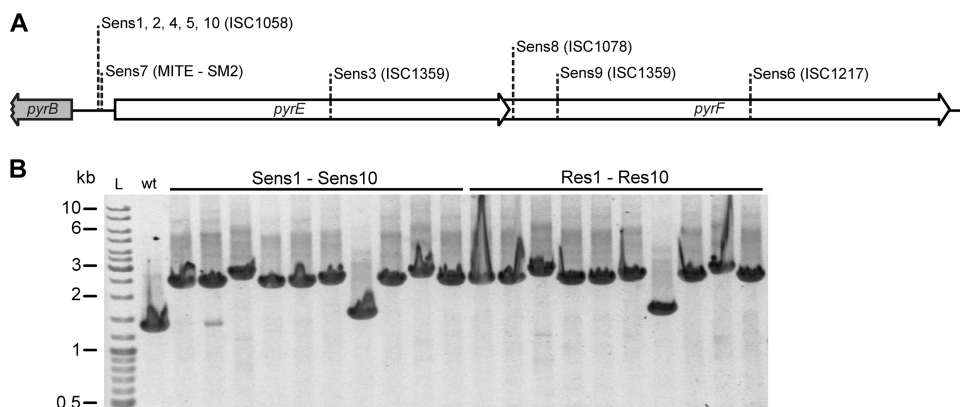 A
Sens1, 2, 4, 5, 10 (ISC1058)
Sens8 (ISC1078)
Sens7 (MITE - SM2)
Sens3 (ISC1359)
Sens9 (ISC1359)
Sens6 (ISC1217)
pyrB
pyrE
pyrF
B
kb
L
wt
Sens1 - Sens10
Res1 - Res10
10
6
3
2
1
0.5